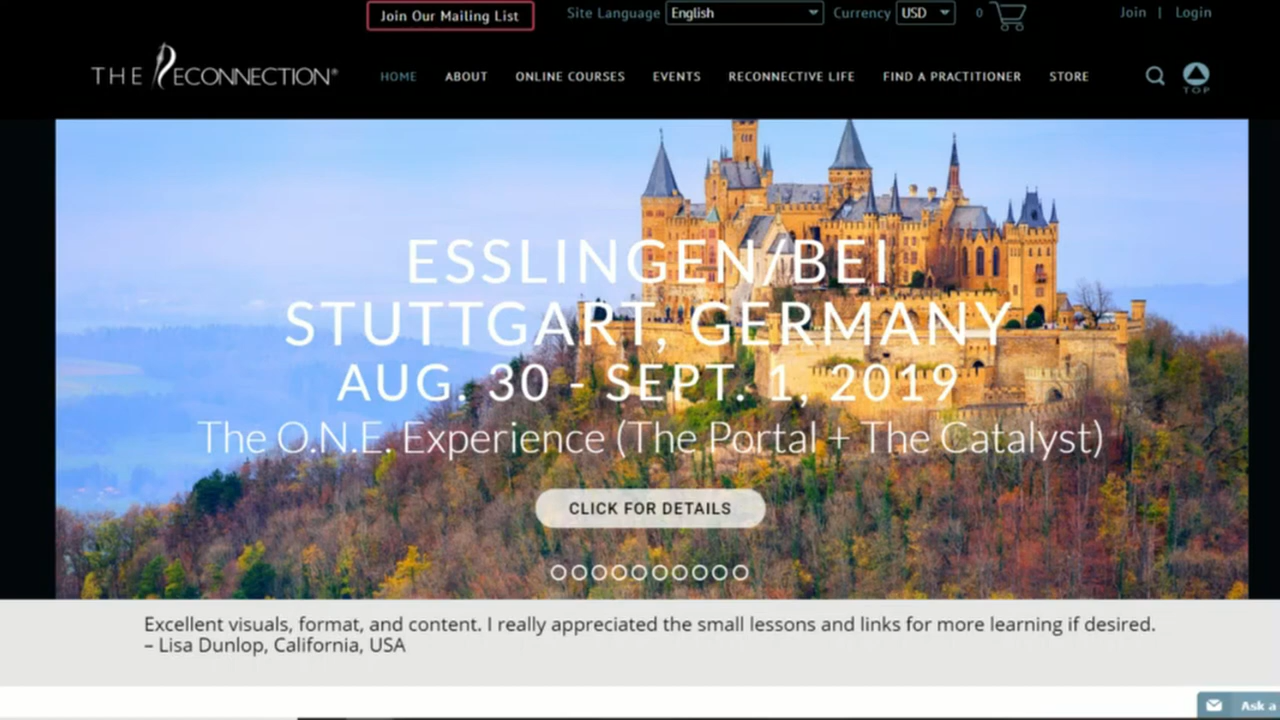 Join Our Mailing List
Site Language English
Currency USD
0
Join | Login
THE RECONNECTION®
HOME ABOUT ONLINE COURSES EVENTS RECONNECTIVE LIFE FIND A PRACTITIONER STORE
TOP
ESSLINGEN/BEI
STUTTGART, GERMANY
AUG. 30 - SEPT. 1, 2019
The O.N.E. Experience (The Portal + The Catalyst)
CLICK FOR DETAILS
Excellent visuals, format, and content. I really appreciated the small lessons and links for more learning if desired.
– Lisa Dunlop, California, USA
Ask a